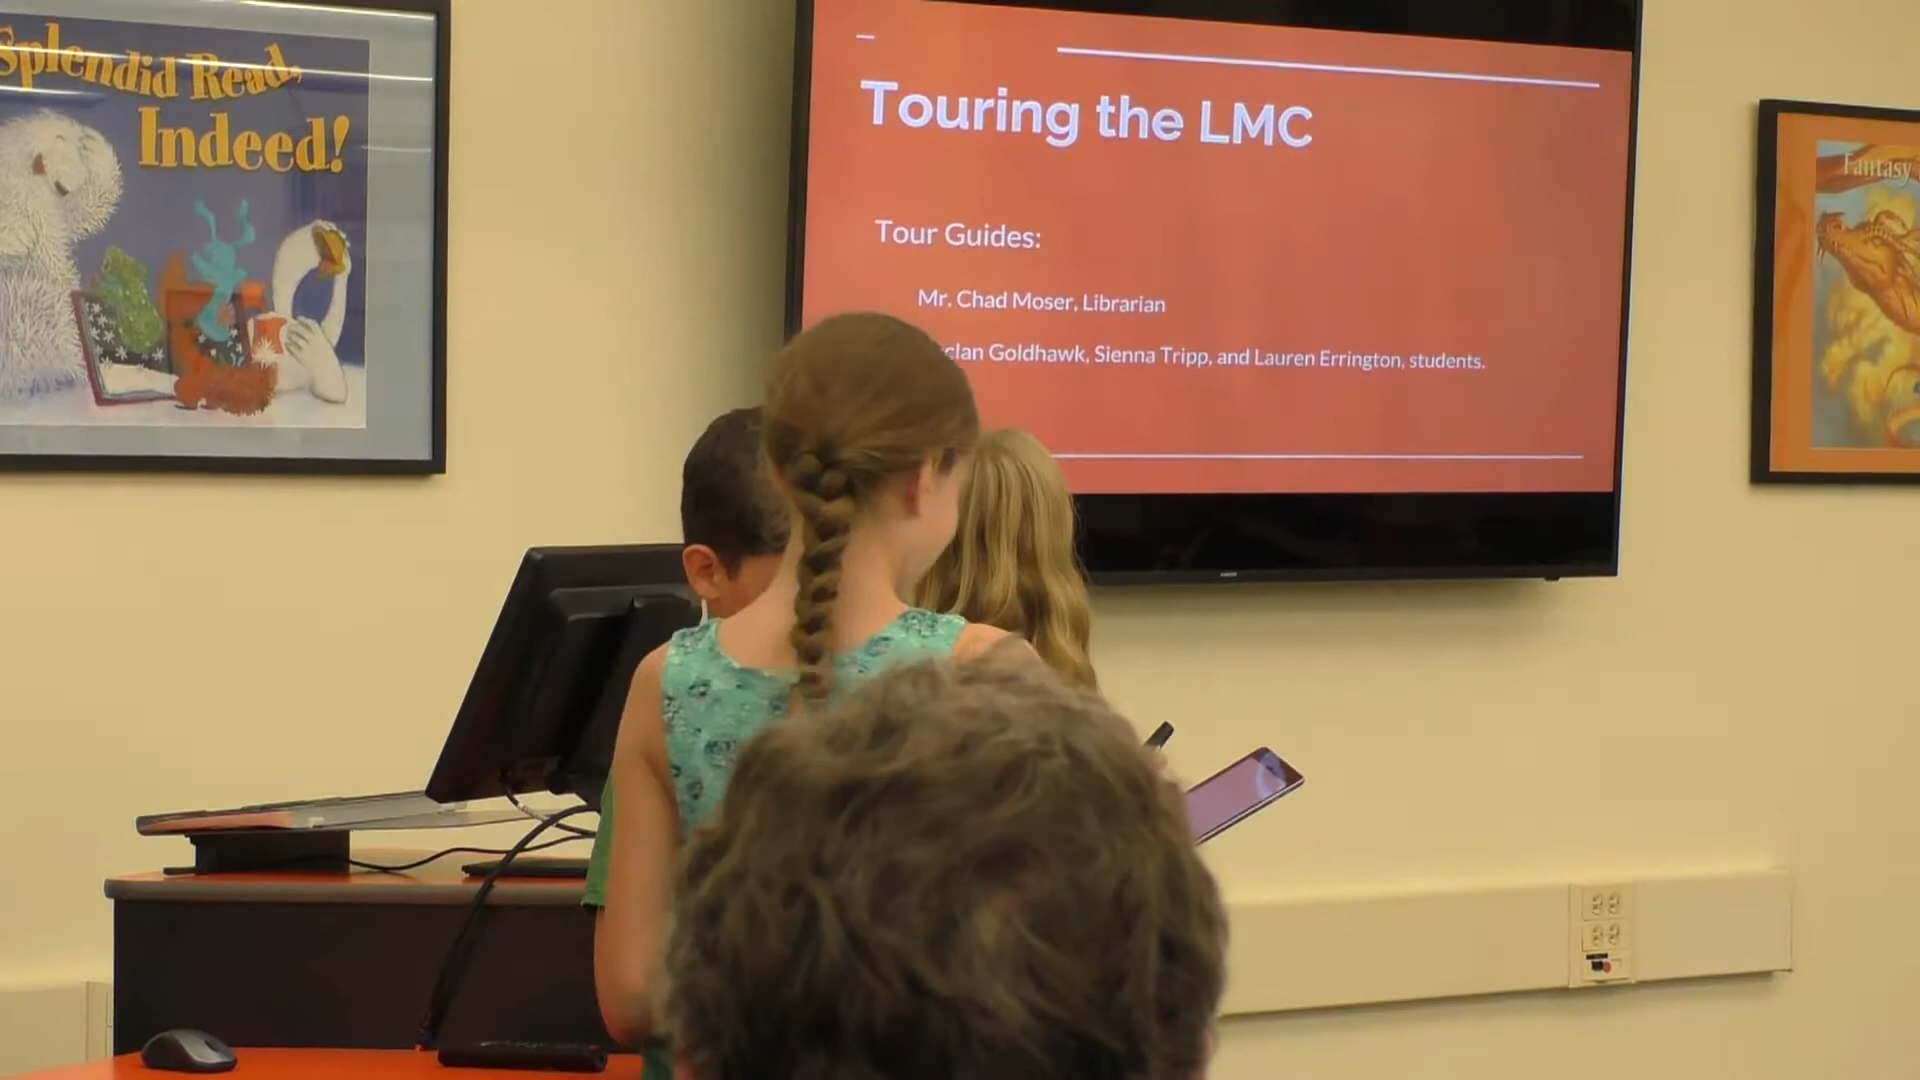 Splendid Read,
Indeed!
Touring the LMC
Tour Guides:
Mr. Chad Moser, Librarian
Goldhawk, Sienna Tripp, and Lauren Errington, students.
Fantasy